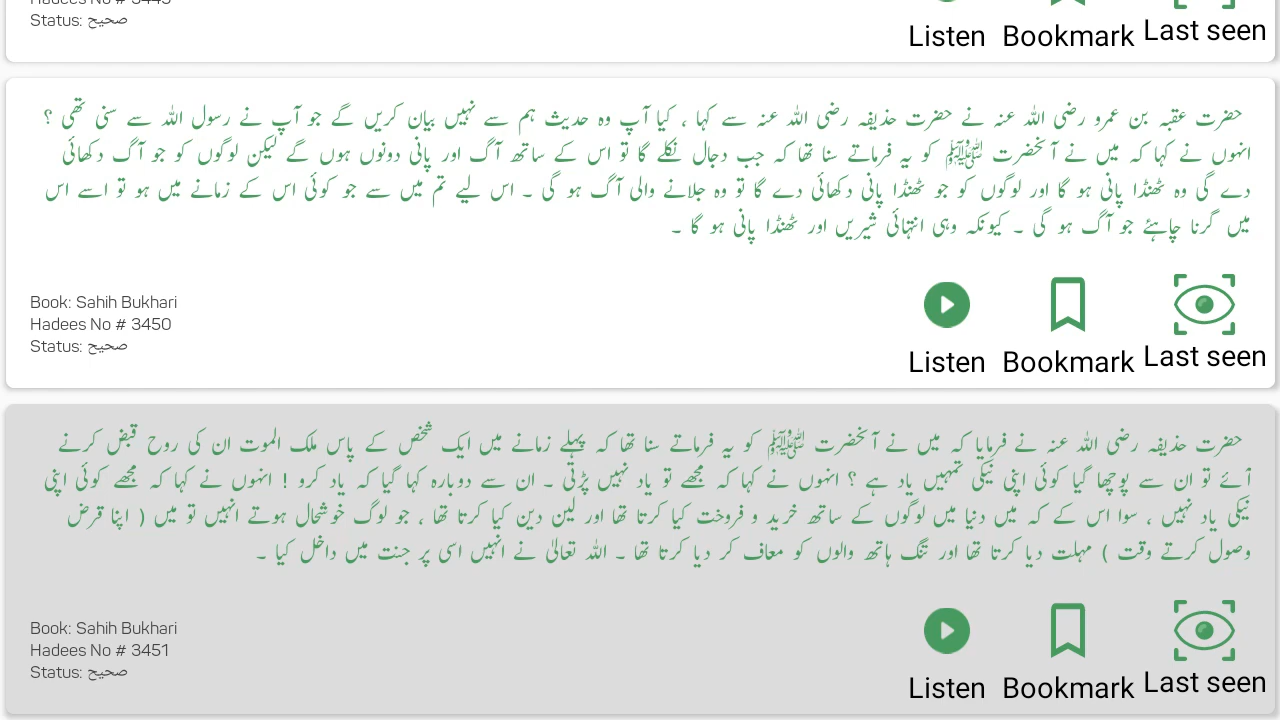 Status: صحیح
Listen Bookmark Last seen
حضرت عقبہ بن عمرو رضی اللہ عنہ نے حضرت حذیفہ رضی اللہ عنہ سے کہا ، کیا آپ وہ حدیث ہم سے نہیں بیان کریں گے جو آپ نے رسول اللہ سے سنی تھی ؟
انہوں نے کہا کہ میں نے آنحضرت ﷺ کو یہ فرماتے سنا تھا کہ جب دجال نکلے گا تو اس کے ساتھ آگ اور پانی دونوں ہوں گے لیکن لوگوں کو جو آگ دکھائی
دے گی وہ ٹھنڈا پانی ہو گا اور لوگوں کو جو ٹھنڈا پانی دکھائی دے گا تو وہ جلانے والی آگ ہو گی ۔ اس لیے تم میں سے جو کوئی اس کے زمانے میں ہو تو اسے اس
میں گرنا چاہئے جو آگ ہو گی ۔ کیونکہ وہی انتہائی شیریں اور ٹھنڈا پانی ہو گا ۔
Book: Sahih Bukhari
Hadees No # 3450
Status: صحیح
Listen Bookmark Last seen
حضرت حذیفہ رضی اللہ عنہ نے فرمایا کہ میں نے آنحضرت ﷺ کو یہ فرماتے سنا تھا کہ پہلے زمانے میں ایک شخص کے پاس ملک الموت ان کی روح قبض کرنے
آئے تو ان سے پوچھا گیا کوئی اپنی نیکی تمہیں یاد ہے ؟ انہوں نے کہا کہ مجھے تو یاد نہیں پڑتی ۔ ان سے دوبارہ کہا گیا کہ یاد کرو ! انہوں نے کہا کہ مجھے کوئی اپنی
نیکی یاد نہیں ، سوا اس کے کہ میں دنیا میں لوگوں کے ساتھ خرید و فروخت کیا کرتا تھا اور لین دین کیا کرتا تھا ، جو لوگ خوشحال ہوتے انہیں تو میں ( اپنا قرض
وصول کرتے وقت ) مہلت دیا کرتا تھا اور تنگ ہاتھ والوں کو معاف کر دیا کرتا تھا ۔ اللہ تعالیٰ نے انہیں اسی پر جنت میں داخل کیا ۔
Book: Sahih Bukhari
Hadees No # 3451
Status: صحیح
Listen Bookmark Last seen